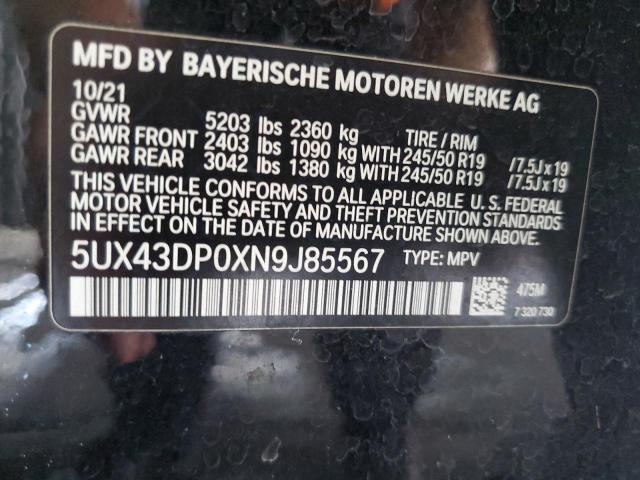 MFD BY BAYERISCHE MOTOREN WERKE AG
10/21
GVWR 5203 lbs 2360 kg TIRE / RIM
GAWR FRONT 2403 lbs 1090 kg WITH 245/50 R19 /7.5Jx19
GAWR REAR 3042 lbs 1380 kg WITH 245/50 R19 /7.5Jx19
THIS VEHICLE CONFORMS TO ALL APPLICABLE U. S. FEDERAL
MOTOR VEHICLE SAFETY AND THEFT PREVENTION STANDARDS
IN EFFECT ON THE DATE OF MANUFACTURE SHOWN ABOVE
5UX43DP0XN9J85567 TYPE: MPV
475M
7 320 730